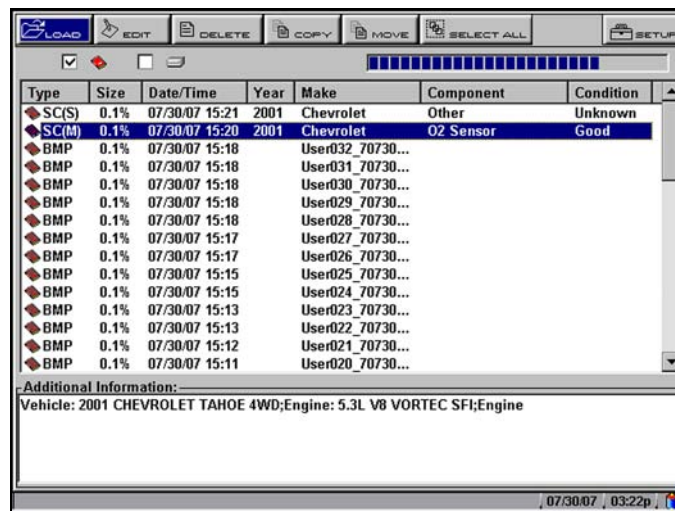 LOAD EDIT DELETE COPY MOVE SELECT ALL SETUP
Type Size Date/Time Year Make Component Condition
SC(S) 0.1% 07/30/07 15:21 2001 Chevrolet Other Unknown
SC(M) 0.1% 07/30/07 15:20 2001 Chevrolet O2 Sensor Good
BMP 0.1% 07/30/07 15:18 User032_70730...
BMP 0.1% 07/30/07 15:18 User031_70730...
BMP 0.1% 07/30/07 15:18 User030_70730...
BMP 0.1% 07/30/07 15:18 User029_70730...
BMP 0.1% 07/30/07 15:18 User028_70730...
BMP 0.1% 07/30/07 15:17 User027_70730...
BMP 0.1% 07/30/07 15:17 User026_70730...
BMP 0.1% 07/30/07 15:15 User025_70730...
BMP 0.1% 07/30/07 15:15 User024_70730...
BMP 0.1% 07/30/07 15:13 User023_70730...
BMP 0.1% 07/30/07 15:13 User022_70730...
BMP 0.1% 07/30/07 15:12 User021_70730...
BMP 0.1% 07/30/07 15:11 User020_70730...
Additional Information:
Vehicle: 2001 CHEVROLET TAHOE 4WD;Engine: 5.3L V8 VORTEC SFI;Engine
07/30/07 03:22p